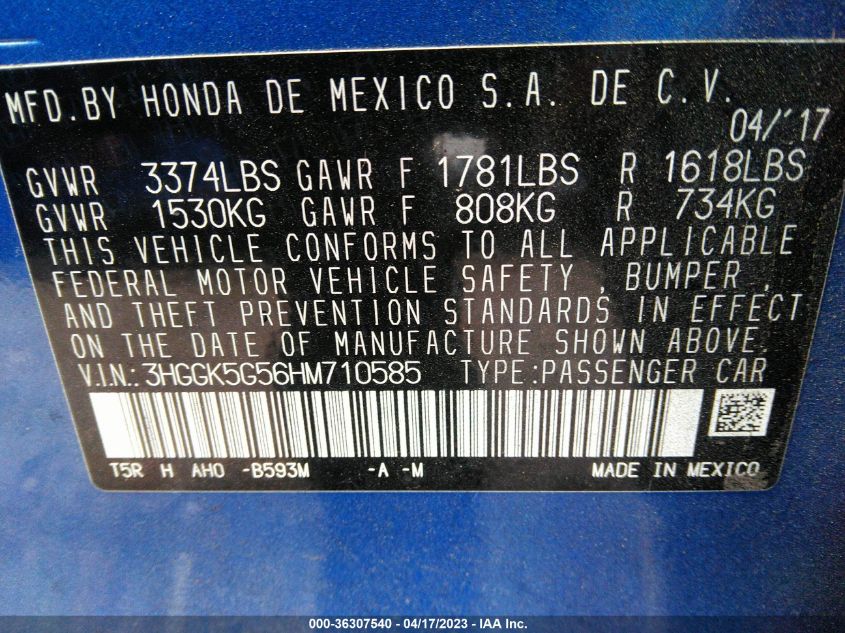 MFD.BY HONDA DE MEXICO S.A. DE C.V.
04/'17
GVWR 3374LBS GAWR F 1781LBS R 1618LBS
GVWR 1530KG GAWR F 808KG R 734KG
THIS VEHICLE CONFORMS TO ALL APPLICABLE
FEDERAL MOTOR VEHICLE SAFETY , BUMPER ,
AND THEFT PREVENTION STANDARDS IN EFFECT
ON THE DATE OF MANUFACTURE SHOWN ABOVE.
V.I.N.: 3HGGK5G56HM710585 TYPE:PASSENGER CAR
T5R H AHO -B593M -A -M MADE IN MEXICO
000-36307540 - 04/17/2023 - IAA Inc.